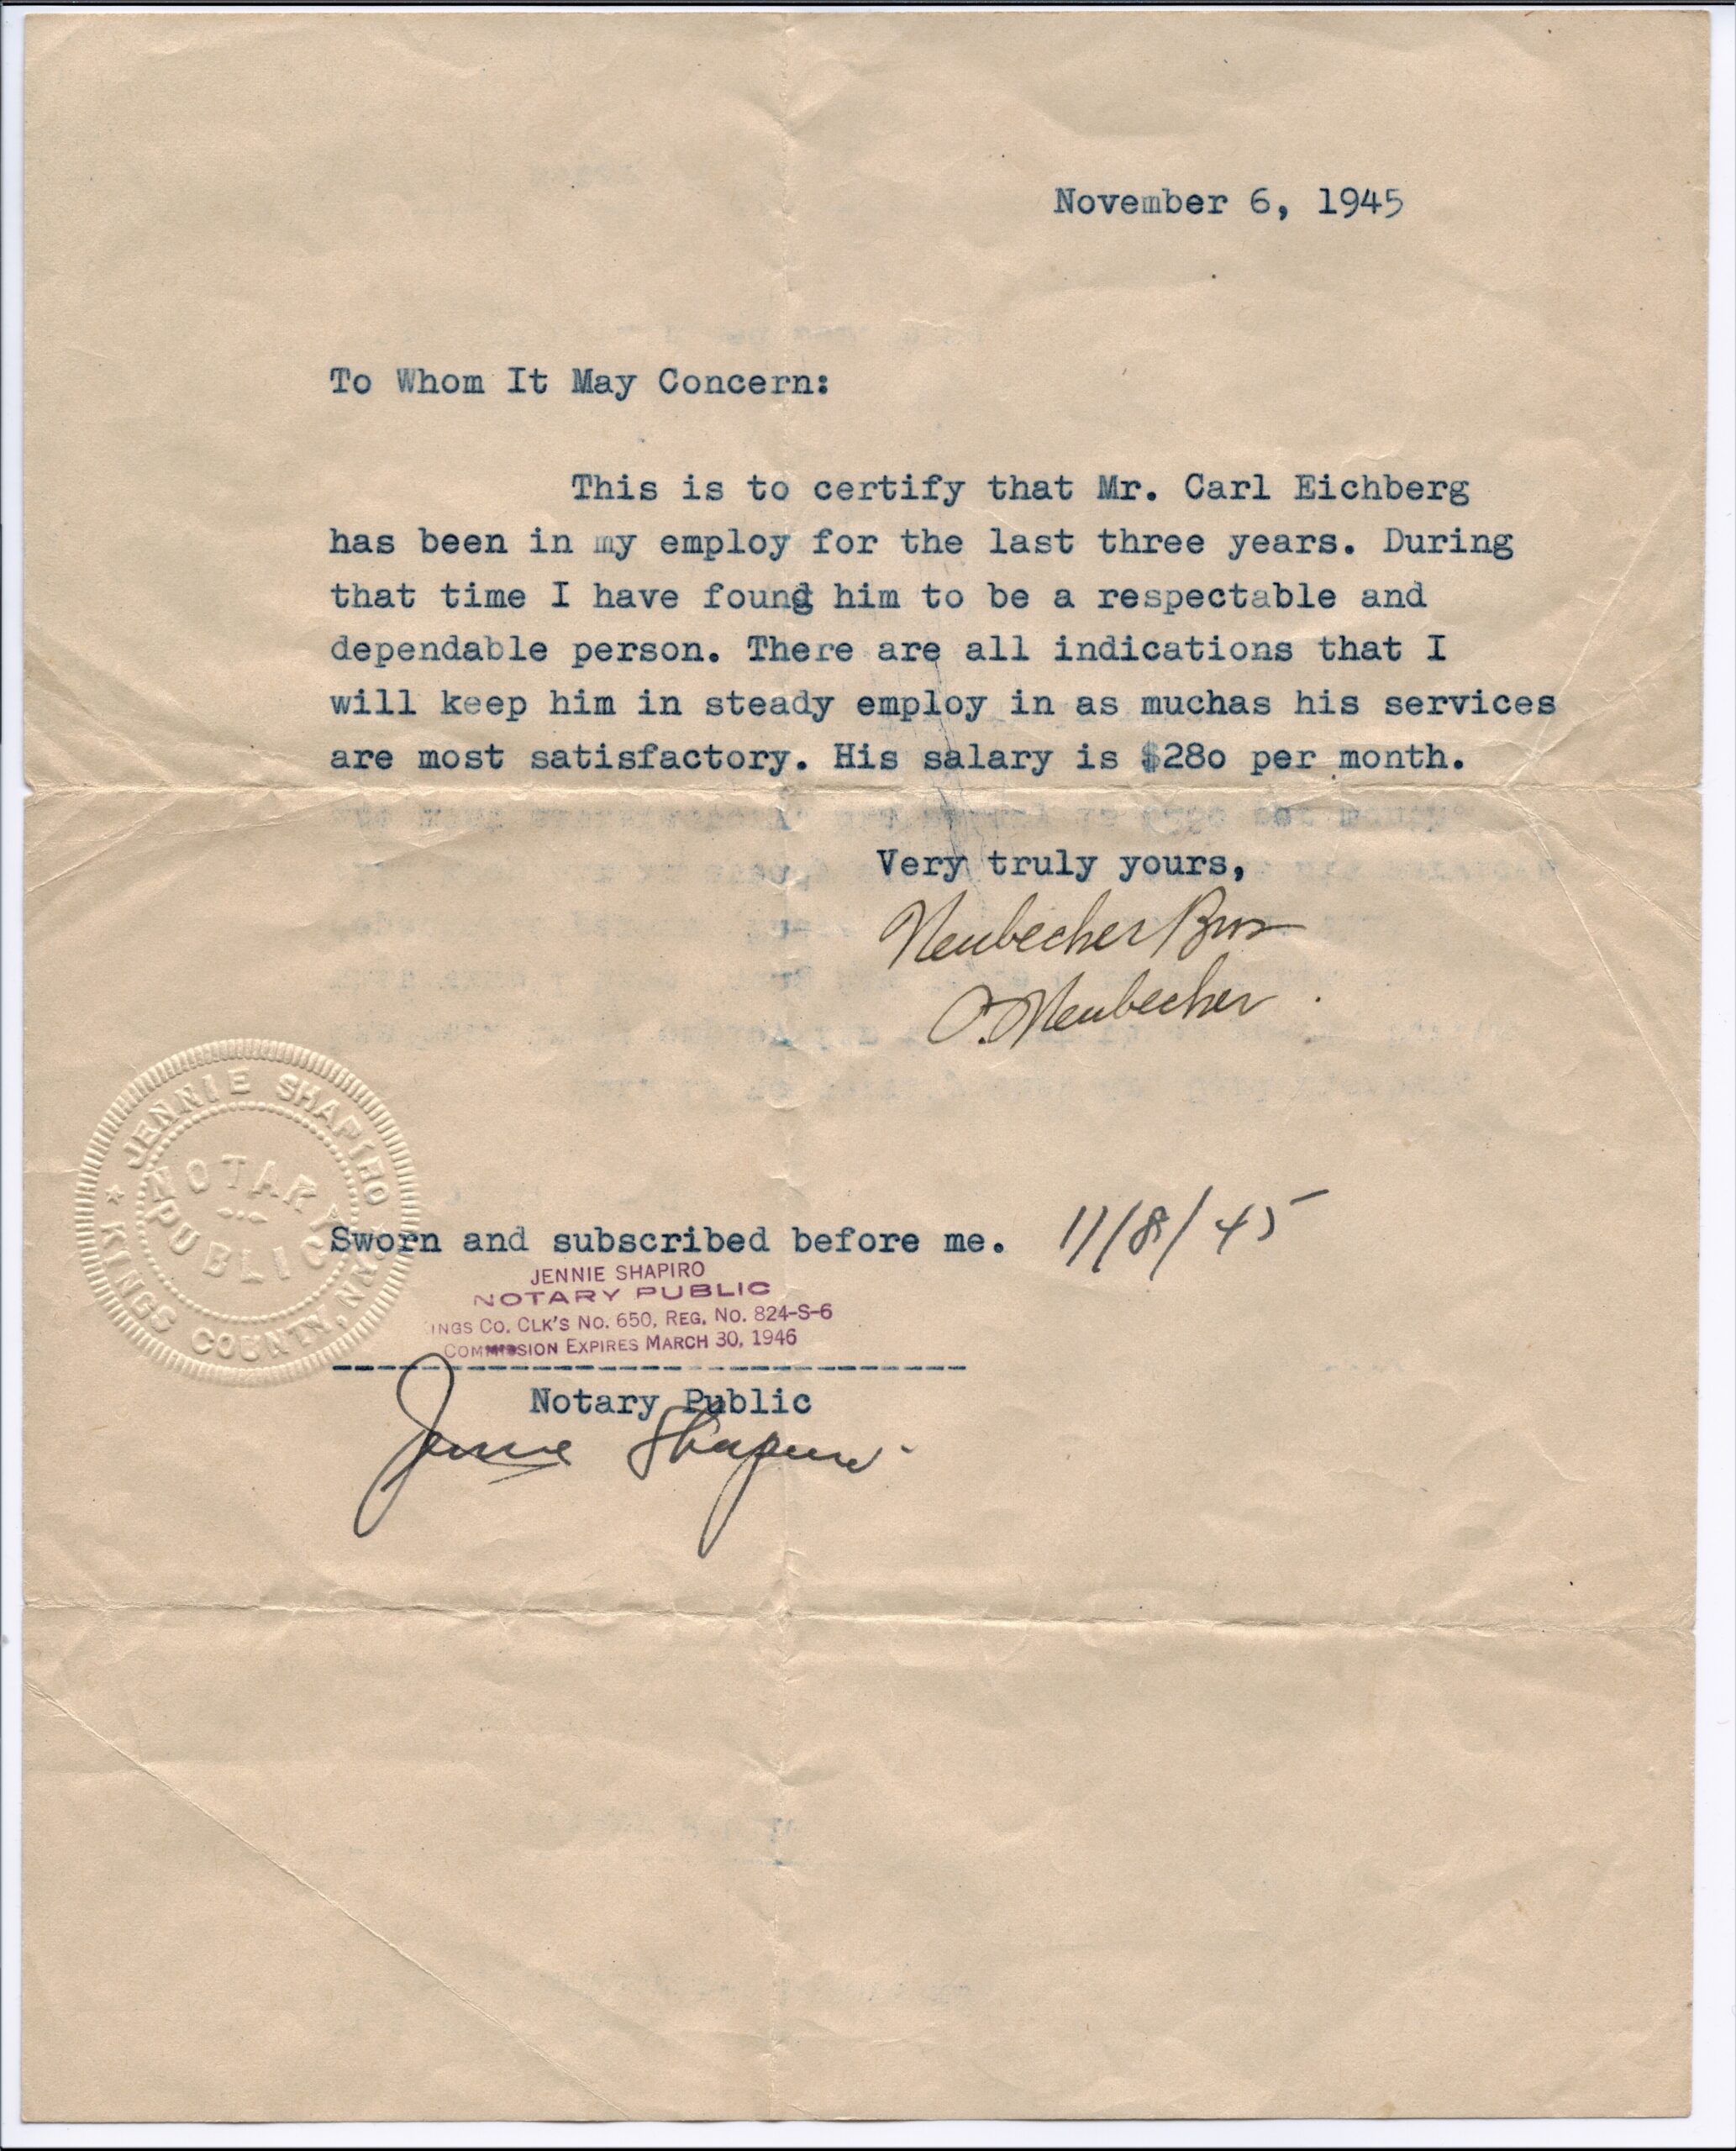 November 6, 1945
To Whom It May Concern:
This is to certify that Mr. Carl Eichberg
has been in my employ for the last three years. During
that time I have found him to be a respectable and
dependable person. There are all indications that I
will keep him in steady employ in as muchas his services
are most satisfactory. His salary is $28o per month.
Very truly yours,
Neubecher Bros
O. Neubecher
JENNIE SHAPIRO
NOTARY
PUBLIC
KINGS COUNTY, N.Y.
Sworn and subscribed before me. 11/8/45
JENNIE SHAPIRO
NOTARY PUBLIC
INGS CO. CLK'S NO. 650, REG. NO. 824-S-6
COMMISSION EXPIRES MARCH 30, 1946
Notary Public
Jennie Shapiro